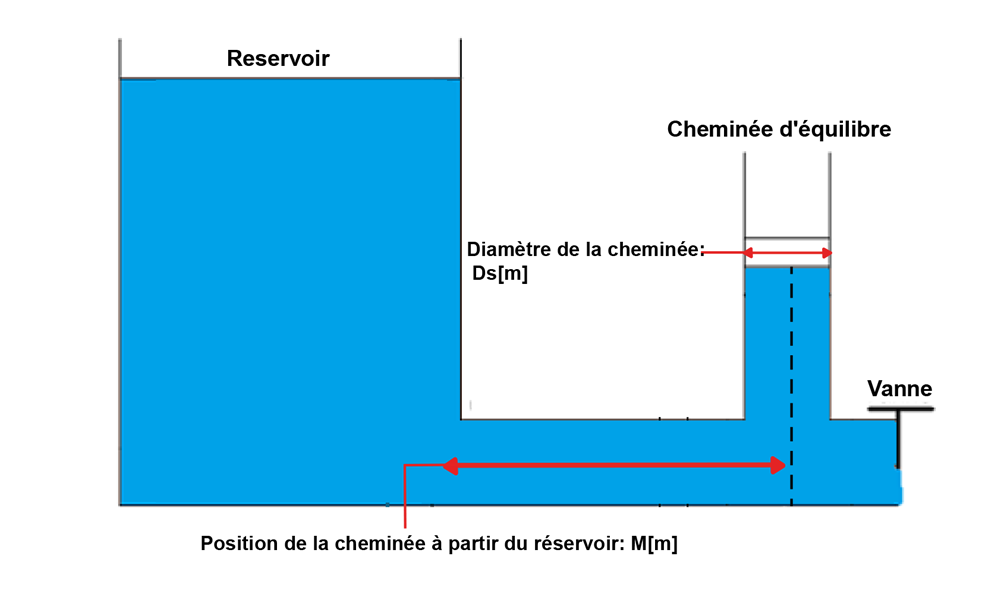 Reservoir
Cheminée d'équilibre
Diamètre de la cheminée:
Ds[m]
Vanne
Position de la cheminée à partir du réservoir: M[m]